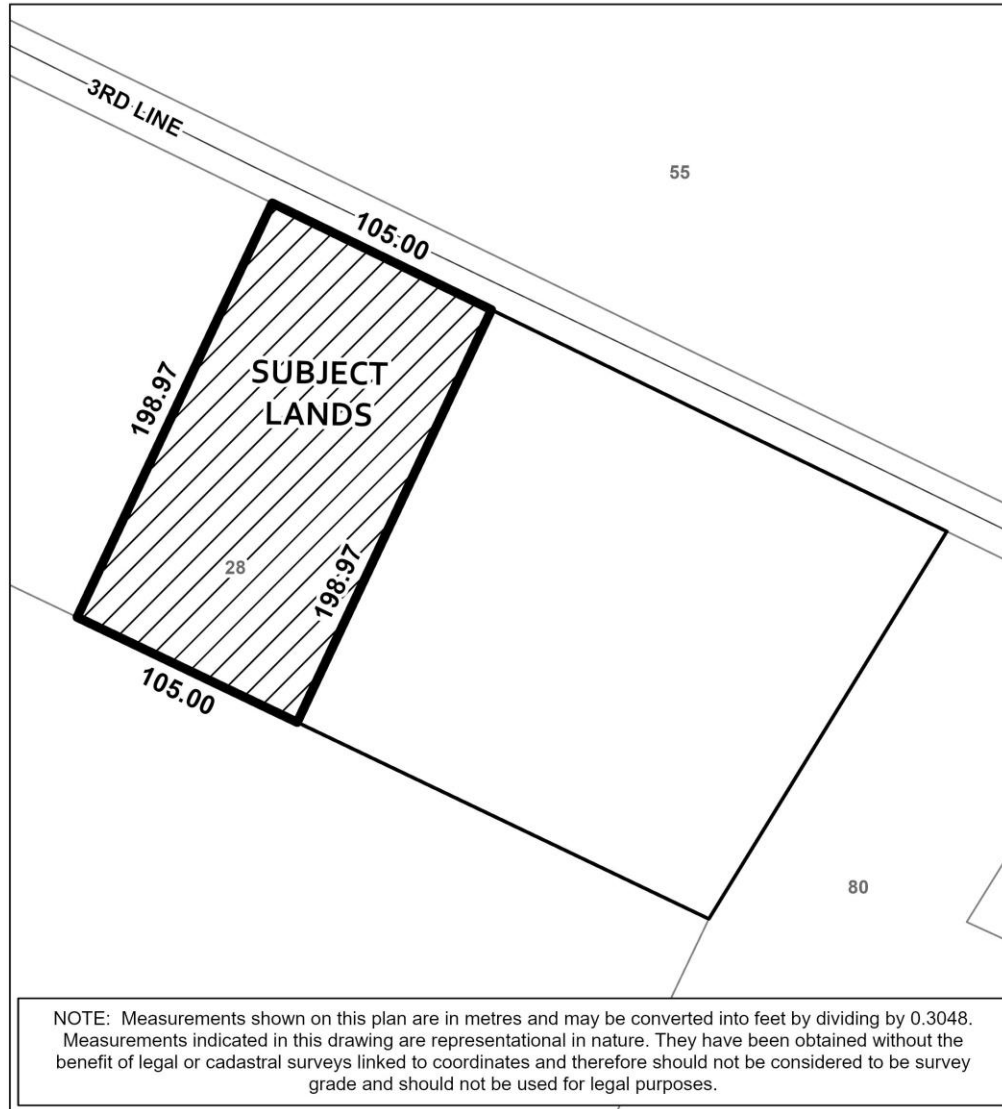 3RD LINE
55
105.00
SUBJECT
LANDS
198.97
198.97
28
105.00
80
NOTE: Measurements shown on this plan are in metres and may be converted into feet by dividing by 0.3048.
Measurements indicated in this drawing are representational in nature. They have been obtained without the
benefit of legal or cadastral surveys linked to coordinates and therefore should not be considered to be survey
grade and should not be used for legal purposes.